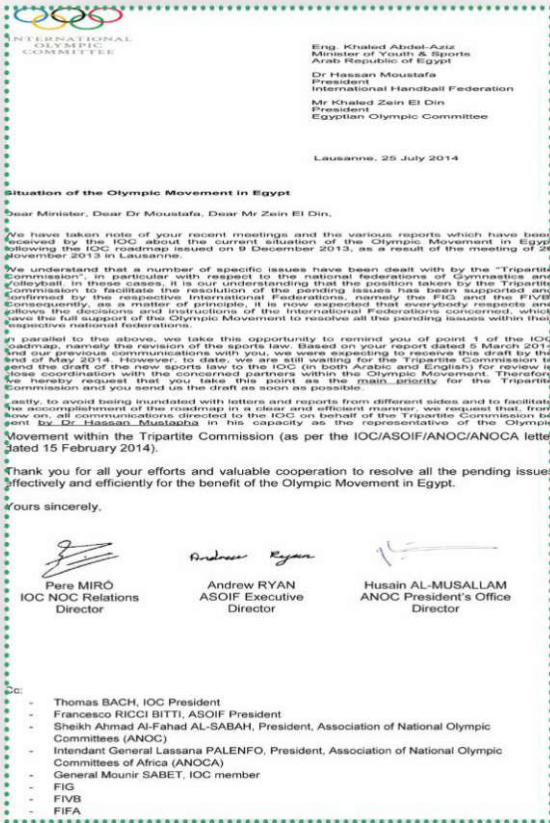 INTERNATIONAL
OLYMPIC
COMMITTEE
Eng. Khaled Abdel-Aziz
Minister of Youth & Sports
Arab Republic of Egypt
Dr Hassan Moustafa
President
International Handball Federation
Mr Khaled Zein El Din
President
Egyptian Olympic Committee
Lausanne, 25 July 2014
Situation of the Olympic Movement in Egypt
Dear Minister, Dear Dr Moustafa, Dear Mr Zein El Din,
We have taken note of your recent meetings and the various reports which have been
received by the IOC about the current situation of the Olympic Movement in Egypt
following the IOC roadmap issued on 9 December 2013, as a result of the meeting of
November 2013 in Lausanne.
We understand that a number of specific issues have been dealt with by the "Tripartite
Commission", in particular with respect to the national federations of Gymnastics and
Volleyball. In these cases, it is our understanding that the position taken by the Tripartite
Commission to facilitate the resolution of the pending issues has been supported and
confirmed by the respective International Federations, namely the FIG and the FIVB.
Consequently, as a matter of principle, it is now expected that everybody respects and
follows the decisions and instructions of the International Federations concerned, which
have the full support of the Olympic Movement to resolve all the pending issues within their
respective national federations.
In parallel to the above, we take this opportunity to remind you of point 1 of the IOC
roadmap, namely the revision of the sports law. Based on your report dated 5 March 2014
and our previous communications with you, we were expecting to receive this draft by the
end of May 2014. However, to date, we are still waiting for the Tripartite Commission to
send the draft of the new sports law to the IOC (in both Arabic and English) for review in
close coordination with the concerned partners within the Olympic Movement. Therefore,
we hereby request that you take this point as the main priority for the Tripartite
Commission and you send us the draft as soon as possible.
Lastly, to avoid being inundated with letters and reports from different sides and to facilitate
the accomplishment of the roadmap in a clear and efficient manner, we request that, from
now on, all communications directed to the IOC on behalf of the Tripartite Commission be
sent by Dr Hassan Mustapha in his capacity as the representative of the Olympic
Movement within the Tripartite Commission (as per the IOC/ASOIF/ANOC/ANOCA letter
dated 15 February 2014).
Thank you for all your efforts and valuable cooperation to resolve all the pending issues
effectively and efficiently for the benefit of the Olympic Movement in Egypt.
Yours sincerely,
Andrew Ryan
Pere MIRÓ
IOC NOC Relations
Director
Andrew RYAN
ASOIF Executive
Director
Husain AL-MUSALLAM
ANOC President's Office
Director
Cc:
- Thomas BACH, IOC President
- Francesco RICCI BITTI, ASOIF President
- Sheikh Ahmad Al-Fahad AL-SABAH, President, Association of National Olympic
Committees (ANOC)
- Intendant General Lassana PALENFO, President, Association of National Olympic
Committees of Africa (ANOCA)
- General Mounir SABET, IOC member
- FIG
- FIVB
- FIFA